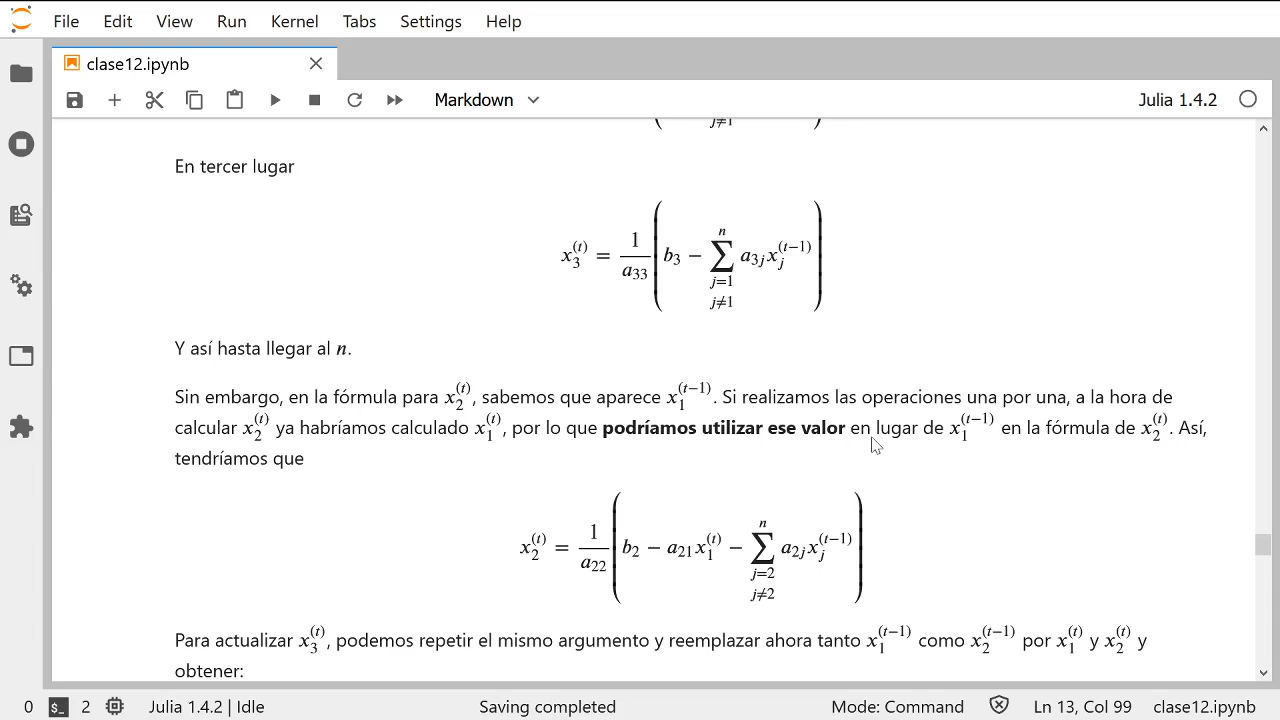 File Edit View Run Kernel Tabs Settings Help
clase12.ipynb
Markdown
Julia 1.4.2
j≠1
En tercer lugar
x_3^{(t)} = \frac{1}{a_{33}} \left( b_3 - \sum_{\substack{j=1 \\ j≠1}}^{n} a_{3j} x_j^{(t-1)} \right)
Y así hasta llegar al n.
Sin embargo, en la fórmula para x_2^{(t)}, sabemos que aparece x_1^{(t-1)}. Si realizamos las operaciones una por una, a la hora de
calcular x_2^{(t)} ya habríamos calculado x_1^{(t)}, por lo que podríamos utilizar ese valor en lugar de x_1^{(t-1)} en la fórmula de x_2^{(t)}. Así,
tendríamos que
x_2^{(t)} = \frac{1}{a_{22}} \left( b_2 - a_{21} x_1^{(t)} - \sum_{\substack{j=2 \\ j≠2}}^{n} a_{2j} x_j^{(t-1)} \right)
Para actualizar x_3^{(t)}, podemos repetir el mismo argumento y reemplazar ahora tanto x_1^{(t-1)} como x_2^{(t-1)} por x_1^{(t)} y x_2^{(t)} y
obtener:
0 $_ 2 Julia 1.4.2 | Idle Saving completed Mode: Command Ln 13, Col 99 clase12.ipynb